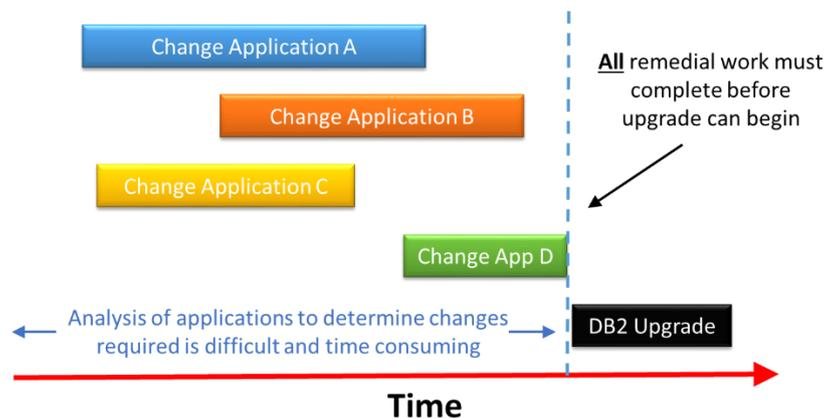 Change Application A
All remedial work must
complete before
upgrade can begin
Change Application B
Change Application C
Change App D
Analysis of applications to determine changes
required is difficult and time consuming
DB2 Upgrade
Time